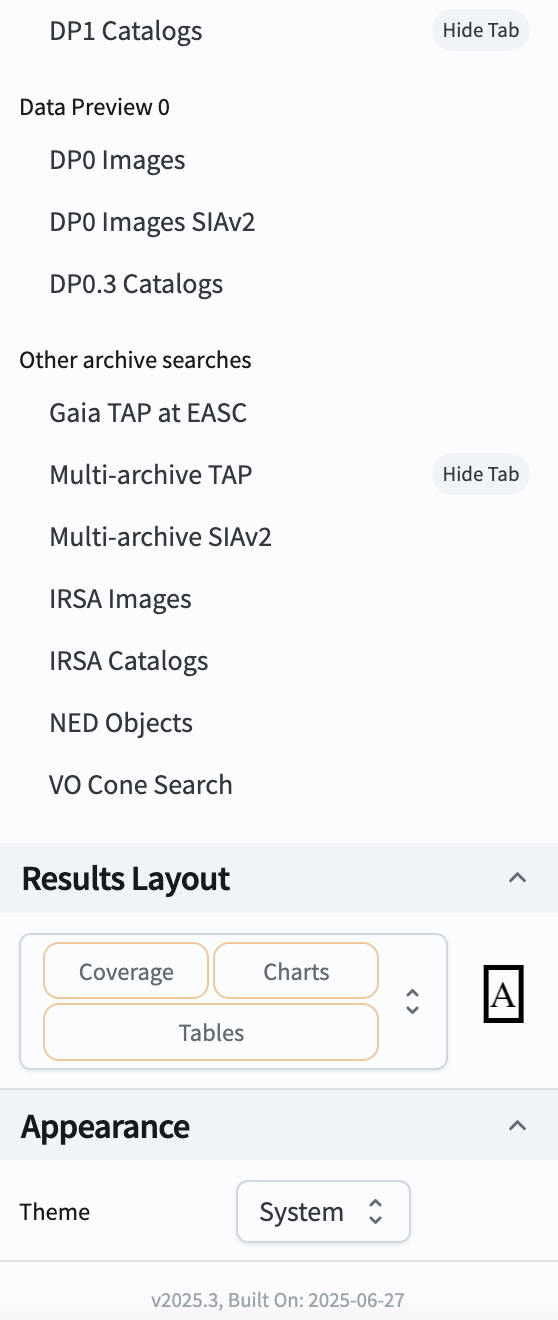 DP1 Catalogs Hide Tab
Data Preview 0
DP0 Images
DP0 Images SIAv2
DP0.3 Catalogs
Other archive searches
Gaia TAP at EASC
Multi-archive TAP Hide Tab
Multi-archive SIAv2
IRSA Images
IRSA Catalogs
NED Objects
VO Cone Search
Results Layout
Coverage Charts
Tables
A
Appearance
Theme System
v2025.3, Built On: 2025-06-27